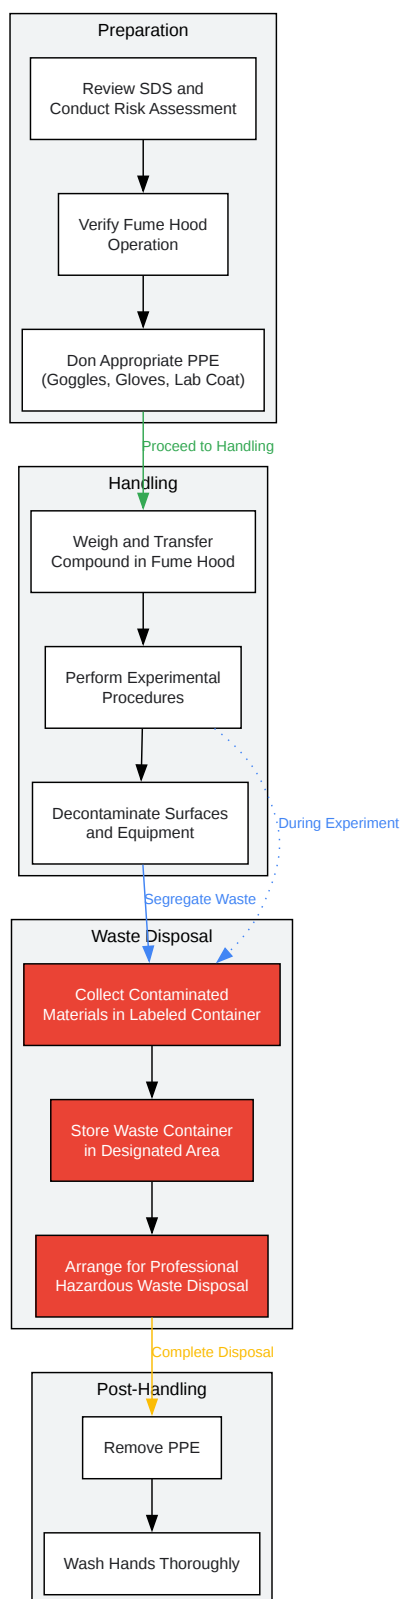 Preparation
Review SDS and
Conduct Risk Assessment
Verify Fume Hood
Operation
Don Appropriate PPE
(Goggles, Gloves, Lab Coat)
Proceed to Handling
Handling
Weigh and Transfer
Compound in Fume Hood
Perform Experimental
Procedures
Decontaminate Surfaces
and Equipment
During Experiment
Segregate Waste
Waste Disposal
Collect Contaminated
Materials in Labeled Container
Store Waste Container
in Designated Area
Arrange for Professional
Hazardous Waste Disposal
Complete Disposal
Post-Handling
Remove PPE
Wash Hands Thoroughly